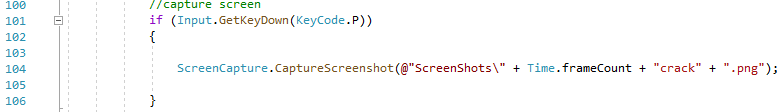 100 //capture screen
101 if (Input.GetKeyDown(KeyCode.P))
102 {
103
104 ScreenCapture.CaptureScreenshot(@"ScreenShots\" + Time.frameCount + "crack" + ".png");
105
106 }